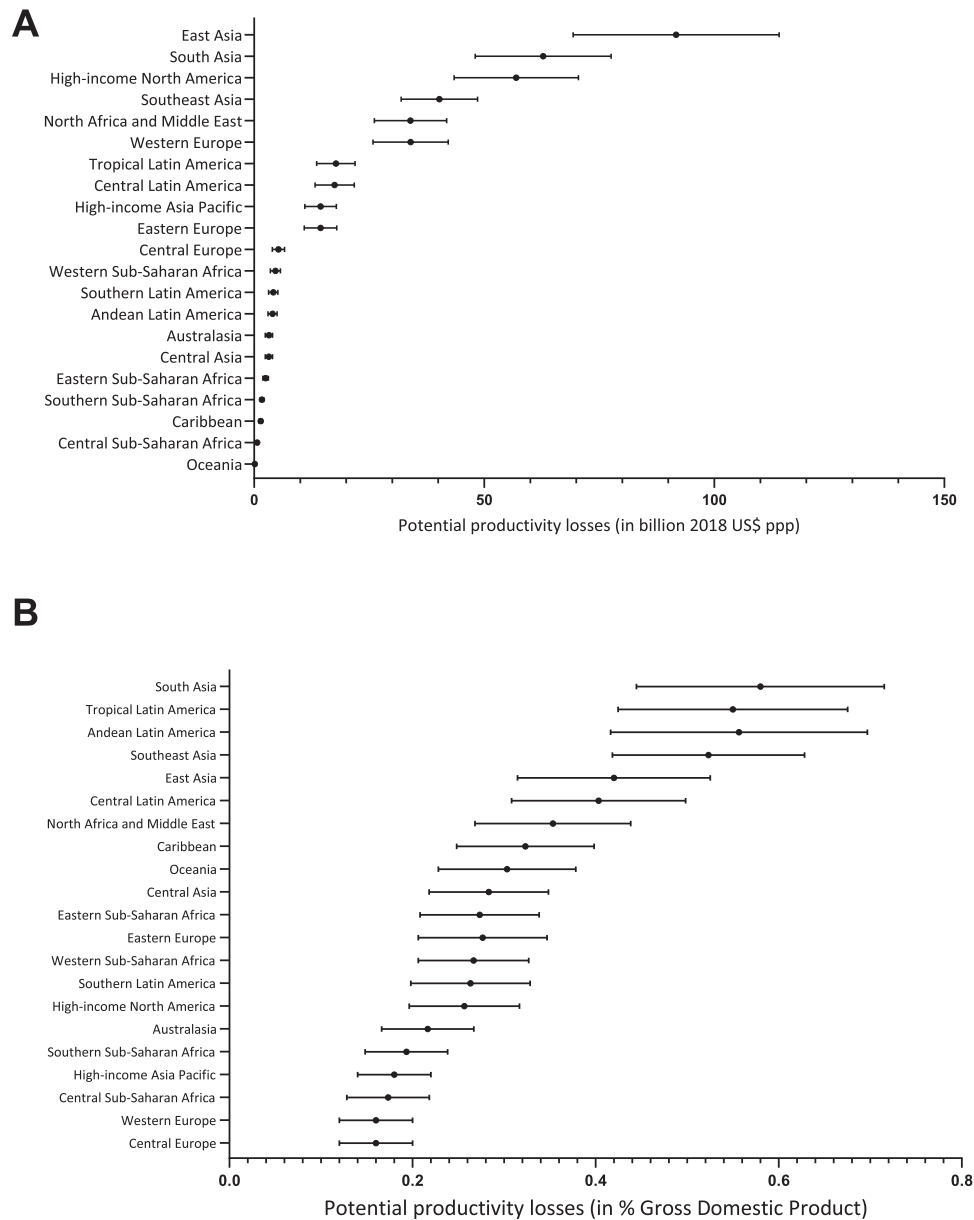 A
East Asia
South Asia
High-income North America
Southeast Asia
North Africa and Middle East
Western Europe
Tropical Latin America
Central Latin America
High-income Asia Pacific
Eastern Europe
Central Europe
Western Sub-Saharan Africa
Southern Latin America
Andean Latin America
Australasia
Central Asia
Eastern Sub-Saharan Africa
Southern Sub-Saharan Africa
Caribbean
Central Sub-Saharan Africa
Oceania
0 50 100 150
Potential productivity losses (in billion 2018 US$ ppp)
B
South Asia
Tropical Latin America
Andean Latin America
Southeast Asia
East Asia
Central Latin America
North Africa and Middle East
Caribbean
Oceania
Central Asia
Eastern Sub-Saharan Africa
Eastern Europe
Western Sub-Saharan Africa
Southern Latin America
High-income North America
Australasia
Southern Sub-Saharan Africa
High-income Asia Pacific
Central Sub-Saharan Africa
Western Europe
Central Europe
0.0 0.2 0.4 0.6 0.8
Potential productivity losses (in % Gross Domestic Product)